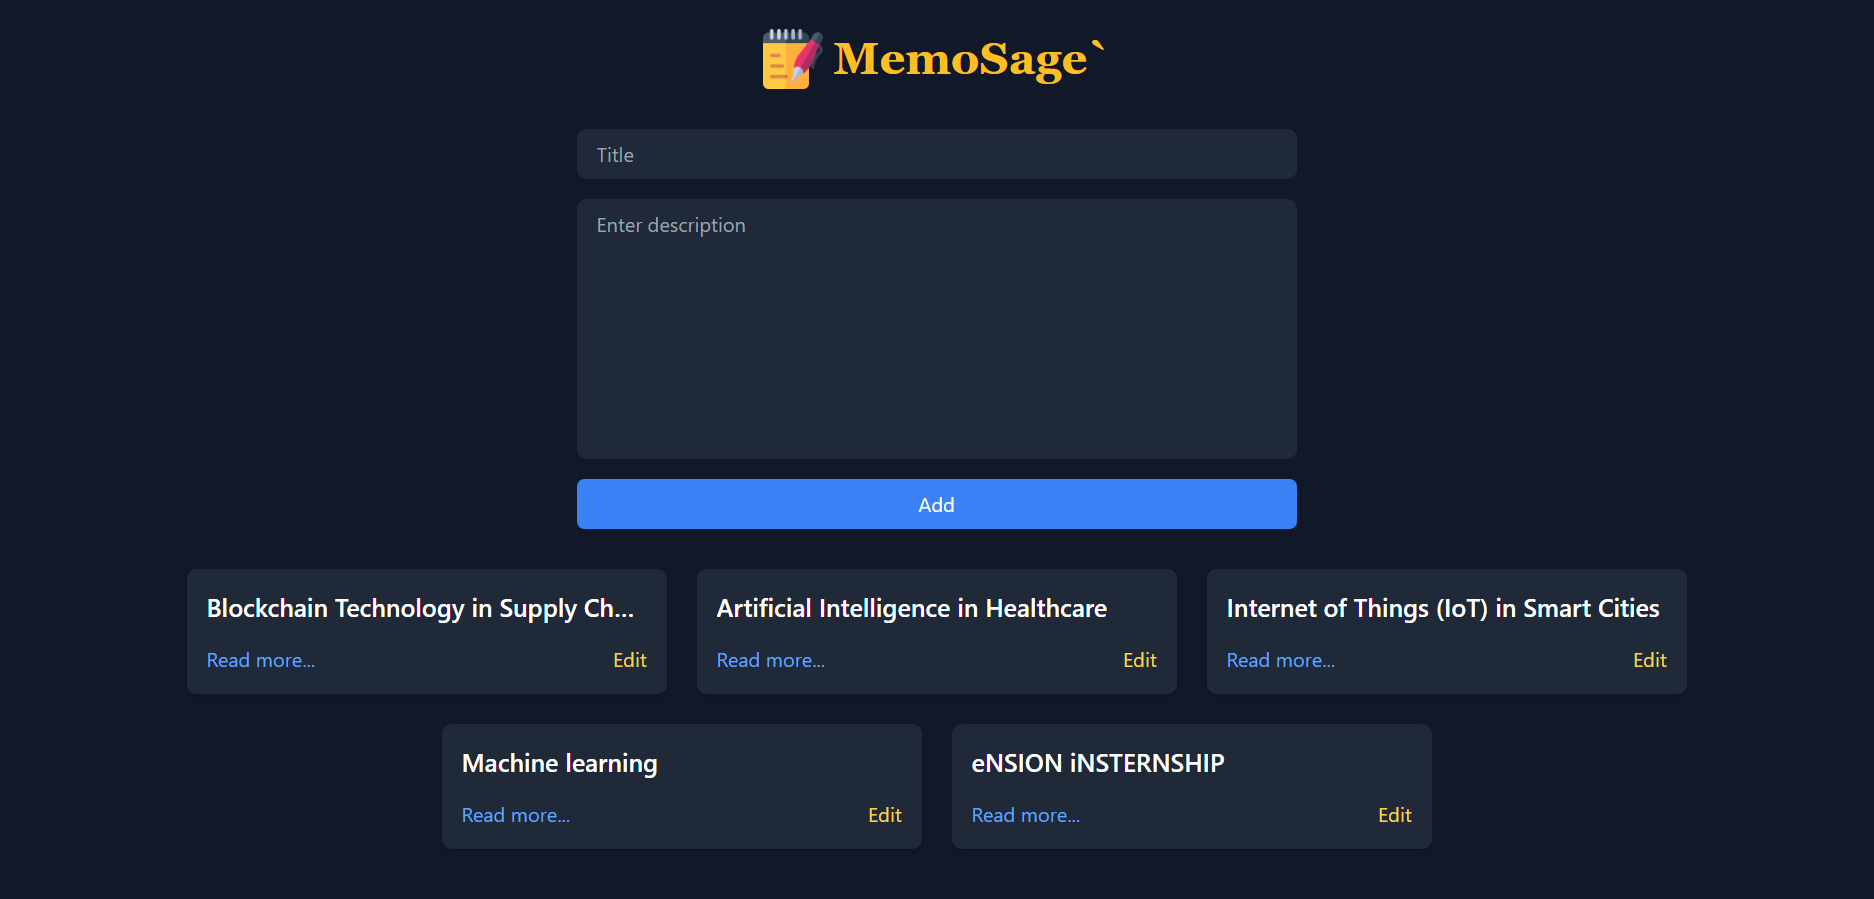 MemoSage`
Title
Enter description
Add
Blockchain Technology in Supply Ch...
Read more...
Edit
Artificial Intelligence in Healthcare
Read more...
Edit
Internet of Things (IoT) in Smart Cities
Read more...
Edit
Machine learning
Read more...
Edit
eNSION iNSTERNSHIP
Read more...
Edit